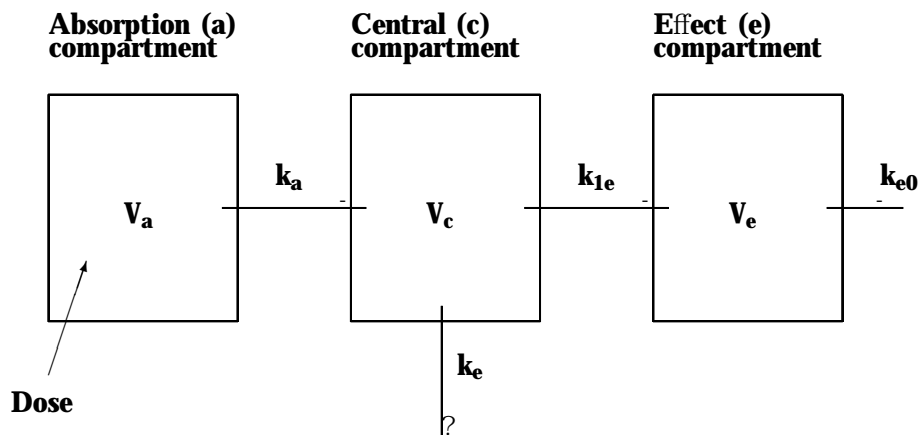 Absorption (a)
compartment
Central (c)
compartment
Effect (e)
compartment
ka
k1e
ke0
Va
Vc
Ve
ke
Dose
?